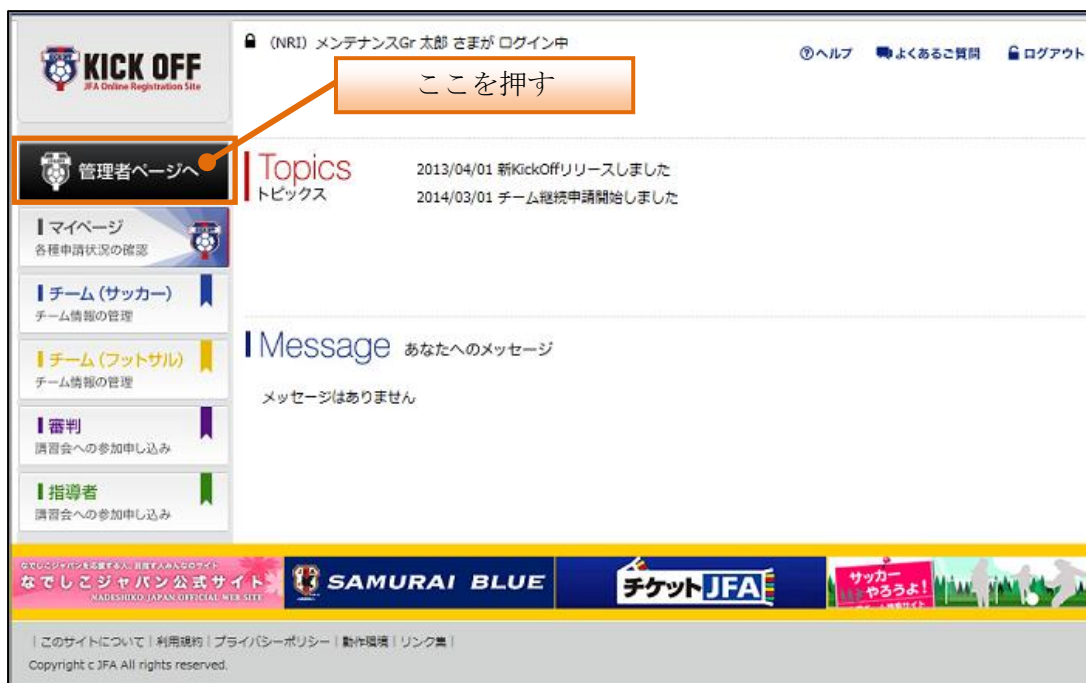 KICK OFF
JFA Online Registration Site
（NRI）メンテナンスGr 太郎 さまが ログイン中
ヘルプ
よくあるご質問
ログアウト
ここを押す
管理者ページへ
Topics
トピックス
2013/04/01 新KickOffリリースしました
2014/03/01 チーム継続申請開始しました
マイページ
各種申請状況の確認
チーム（サッカー）
チーム情報の管理
チーム（フットサル）
チーム情報の管理
審判
講習会への参加申し込み
指導者
講習会への参加申し込み
Message あなたへのメッセージ
メッセージはありません
なでしこジャパン公式サイト
NADESHIKO JAPAN OFFICIAL WEB SITE
SAMURAI BLUE
チケットJFA
サッカー
やろうよ！
｜このサイトについて｜利用規約｜プライバシーポリシー｜動作環境｜リンク集｜
Copyright c JFA All rights reserved.